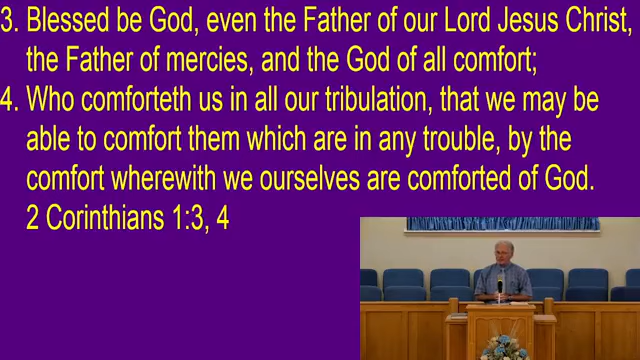 3. Blessed be God, even the Father of our Lord Jesus Christ,
the Father of mercies, and the God of all comfort;
4. Who comforteth us in all our tribulation, that we may be
able to comfort them which are in any trouble, by the
comfort wherewith we ourselves are comforted of God.
2 Corinthians 1:3, 4